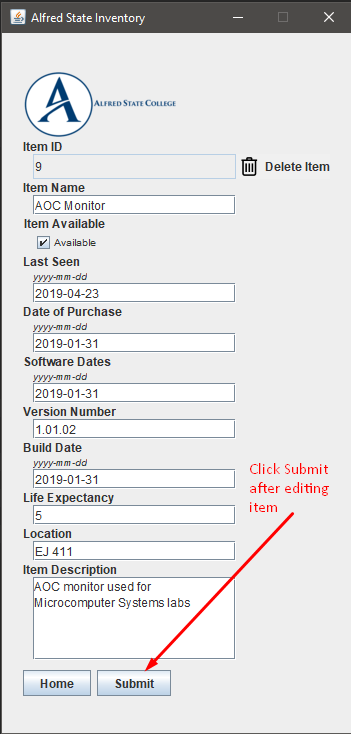 Alfred State Inventory
ALFRED STATE COLLEGE
Item ID
9
Delete Item
Item Name
AOC Monitor
Item Available
Available
Last Seen
yyyy-mm-dd
2019-04-23
Date of Purchase
yyyy-mm-dd
2019-01-31
Software Dates
yyyy-mm-dd
2019-01-31
Version Number
1.01.02
Build Date
yyyy-mm-dd
2019-01-31
Click Submit
after editing
item
Life Expectancy
5
Location
EJ 411
Item Description
AOC monitor used for
Microcomputer Systems labs
Home
Submit